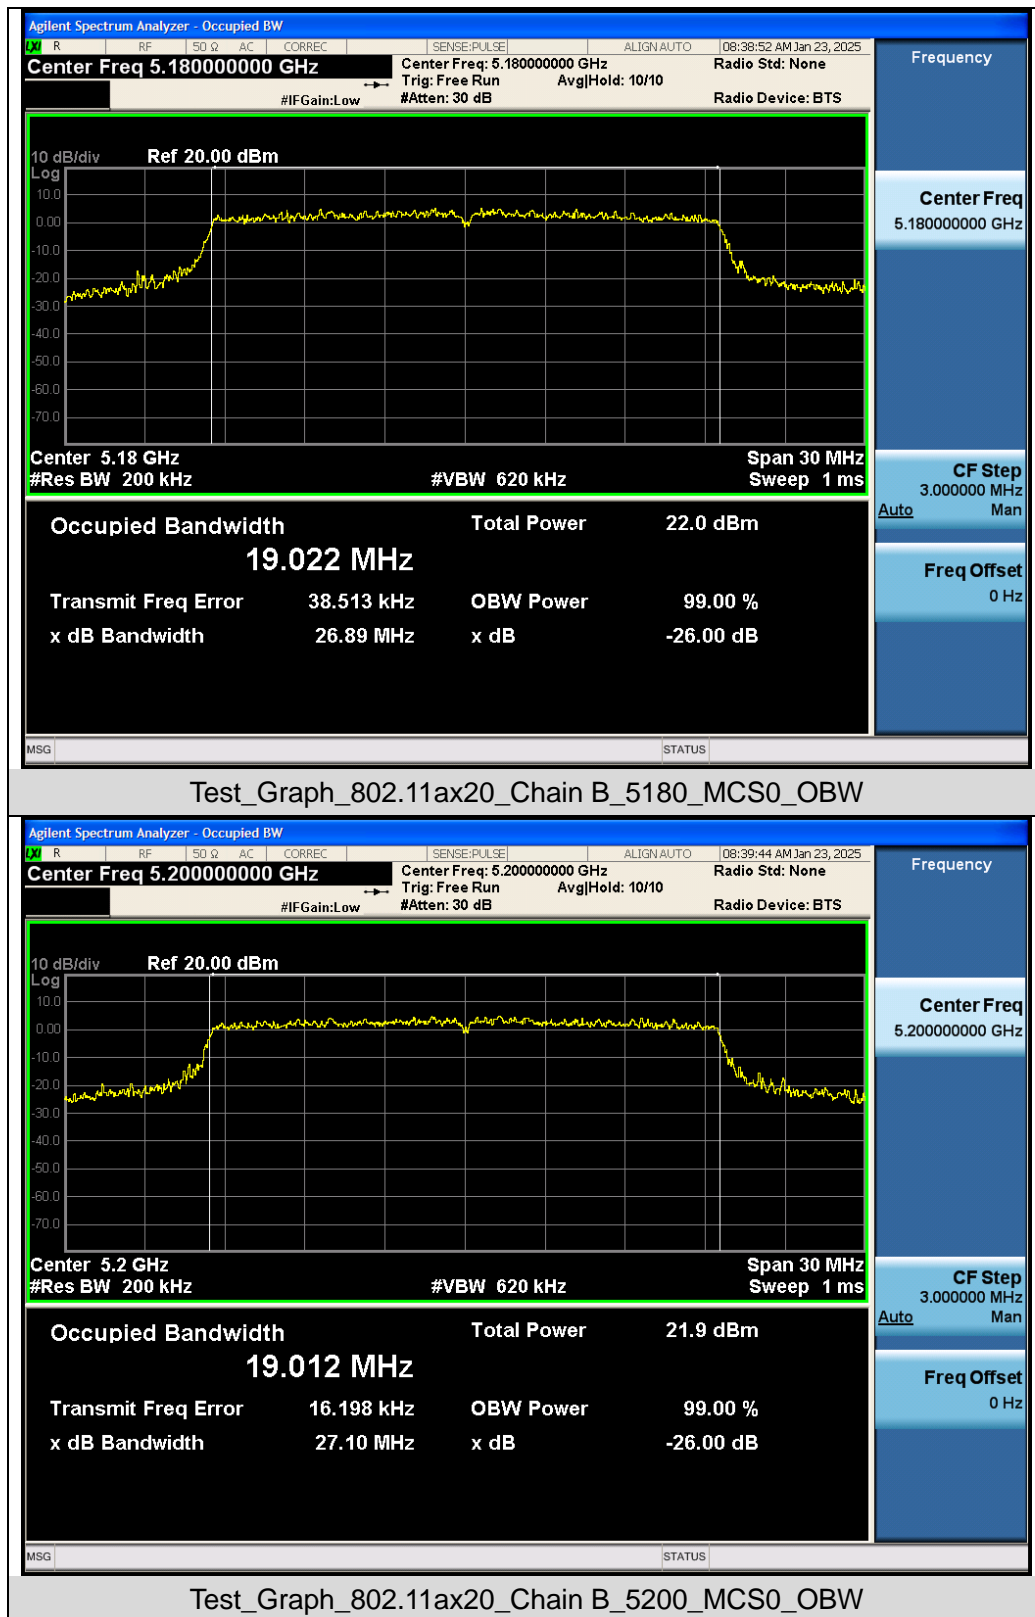 Agilent Spectrum Analyzer - Occupied BW
LXI R RF 50 Ω AC CORREC SENSE:PULSE ALIGN AUTO 08:38:52 AM Jan 23, 2025
Center Freq 5.180000000 GHz
Center Freq: 5.180000000 GHz Radio Std: None
Trig: Free Run Avg|Hold: 10/10
#IFGain:Low #Atten: 30 dB Radio Device: BTS
Frequency
10 dB/div Ref 20.00 dBm
Log
10.0
0.00
-10.0
-20.0
-30.0
-40.0
-50.0
-60.0
-70.0
Center Freq
5.180000000 GHz
Center 5.18 GHz Span 30 MHz
#Res BW 200 kHz #VBW 620 kHz Sweep 1 ms
CF Step
3.000000 MHz
Auto Man
Occupied Bandwidth Total Power 22.0 dBm
19.022 MHz
Transmit Freq Error 38.513 kHz OBW Power 99.00 %
x dB Bandwidth 26.89 MHz x dB -26.00 dB
Freq Offset
0 Hz
MSG STATUS
Test_Graph_802.11ax20_Chain B_5180_MCS0_OBW
Agilent Spectrum Analyzer - Occupied BW
LXI R RF 50 Ω AC CORREC SENSE:PULSE ALIGN AUTO 08:39:44 AM Jan 23, 2025
Center Freq 5.200000000 GHz
Center Freq: 5.200000000 GHz Radio Std: None
Trig: Free Run Avg|Hold: 10/10
#IFGain:Low #Atten: 30 dB Radio Device: BTS
Frequency
10 dB/div Ref 20.00 dBm
Log
10.0
0.00
-10.0
-20.0
-30.0
-40.0
-50.0
-60.0
-70.0
Center Freq
5.200000000 GHz
Center 5.2 GHz Span 30 MHz
#Res BW 200 kHz #VBW 620 kHz Sweep 1 ms
CF Step
3.000000 MHz
Auto Man
Occupied Bandwidth Total Power 21.9 dBm
19.012 MHz
Transmit Freq Error 16.198 kHz OBW Power 99.00 %
x dB Bandwidth 27.10 MHz x dB -26.00 dB
Freq Offset
0 Hz
MSG STATUS
Test_Graph_802.11ax20_Chain B_5200_MCS0_OBW